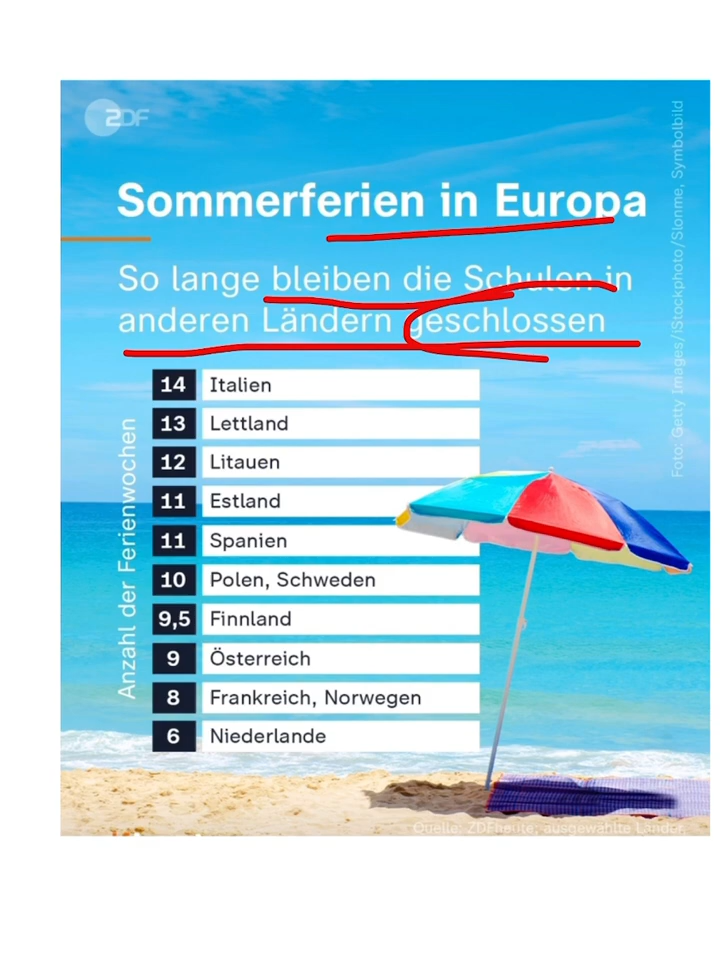 ZDF
Sommerferien in Europa
So lange bleiben die Schulen in
anderen Ländern geschlossen
Anzahl der Ferienwochen
14 Italien
13 Lettland
12 Litauen
11 Estland
11 Spanien
10 Polen, Schweden
9,5 Finnland
9 Österreich
8 Frankreich, Norwegen
6 Niederlande
Foto: Getty Images/iStockphoto/Slonme, Symbolbild
Quelle: ZDFheute; ausgewählte Länder